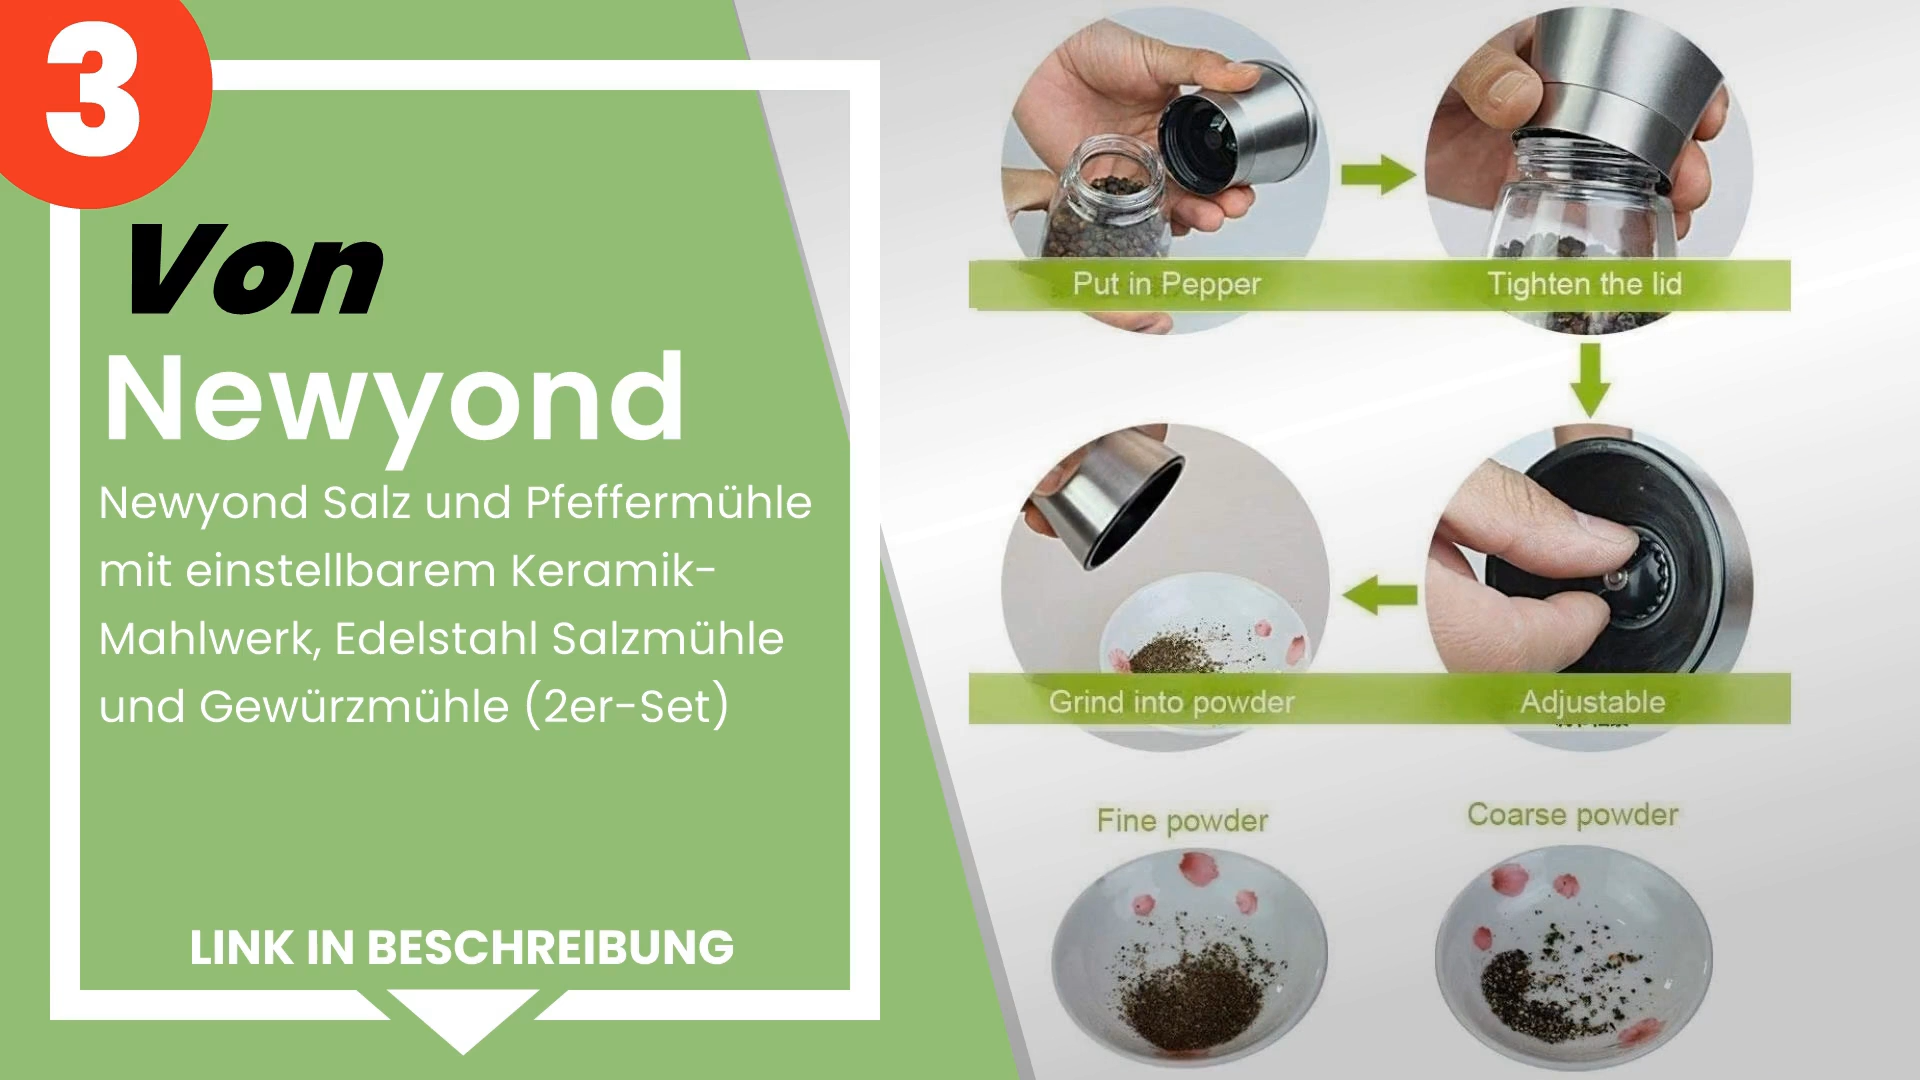 3
Von
Newyond
Newyond Salz und Pfeffermühle
mit einstellbarem Keramik-
Mahlwerk, Edelstahl Salzmühle
und Gewürzmühle (2er-Set)
LINK IN BESCHREIBUNG
Put in Pepper
Tighten the lid
Grind into powder
Adjustable
Fine powder
Coarse powder